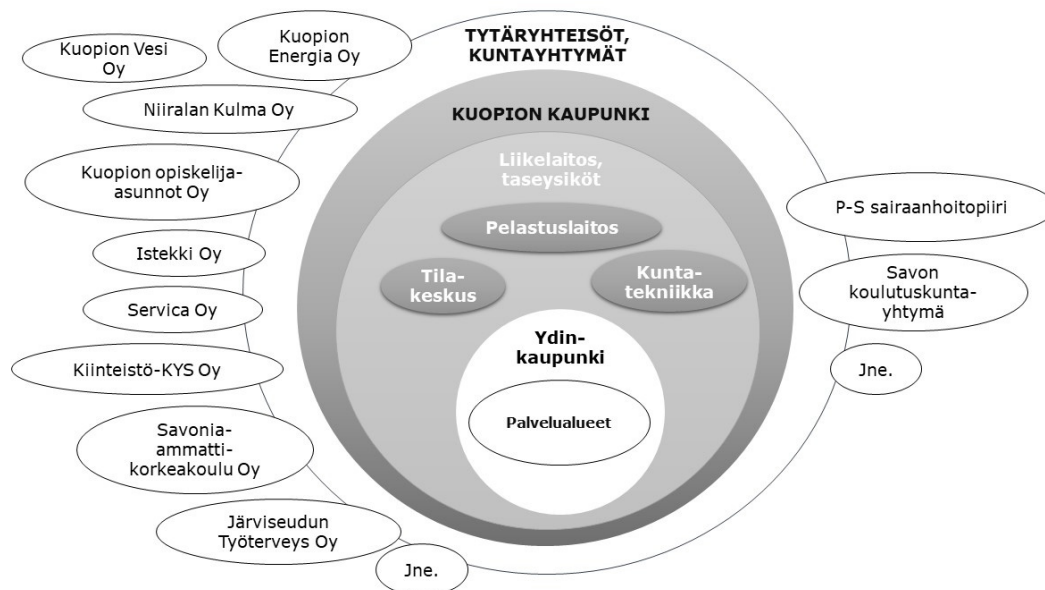 TYTÄRYHTEISÖT,
KUNTAYHTYMÄT
KUOPION KAUPUNKI
Liikelaitos,
taseysiköt
Pelastuslaitos
Tila-
keskus
Kunta-
tekniikka
Ydin-
kaupunki
Palvelualueet
Kuopion
Energia Oy
Kuopion Vesi
Oy
Niiralan Kulma Oy
Kuopion opiskelija-
asunnot Oy
Istekki Oy
Servica Oy
Kiinteistö-KYS Oy
Savonia-
ammatti-
korkeakoulu Oy
Järviseudun
Työterveys Oy
Jne.
P-S sairaanhoitopiiri
Savon
koulutuskunta-
yhtymä
Jne.